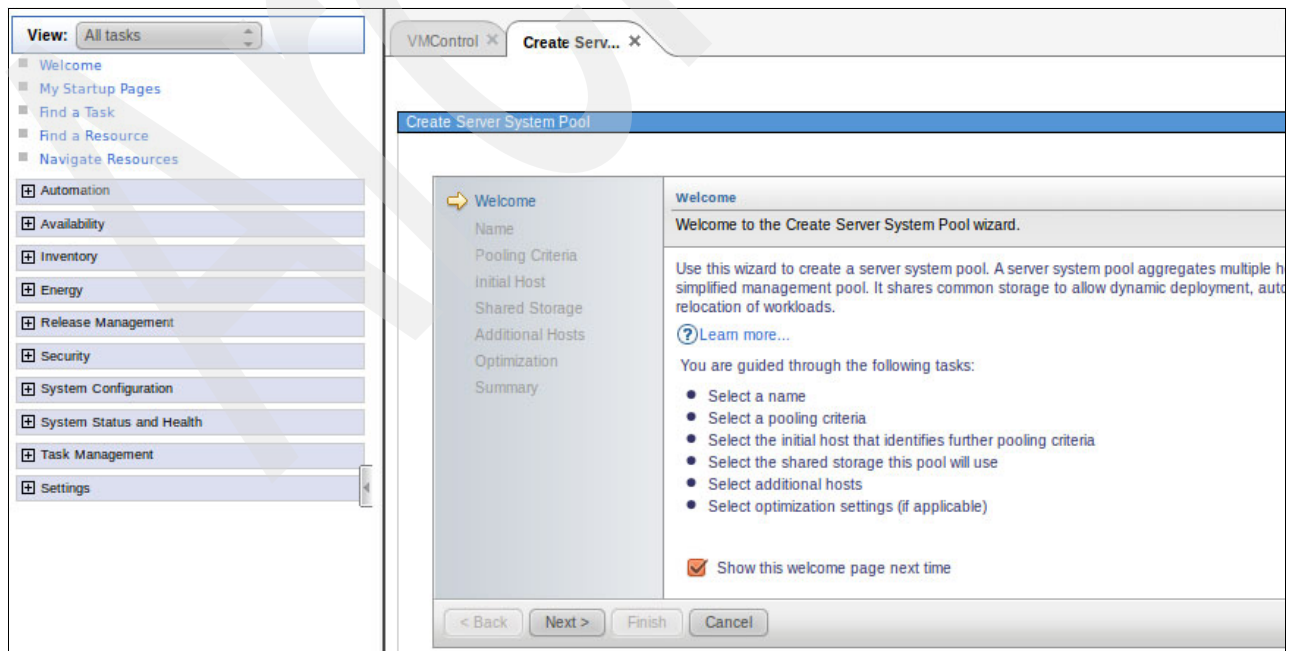 View: All tasks
Welcome
My Startup Pages
Find a Task
Find a Resource
Navigate Resources
Automation
Availability
Inventory
Energy
Release Management
Security
System Configuration
System Status and Health
Task Management
Settings
VMControl
Create Serv...
Create Server System Pool
Welcome
Name
Pooling Criteria
Initial Host
Shared Storage
Additional Hosts
Optimization
Summary
Welcome
Welcome to the Create Server System Pool wizard.
Use this wizard to create a server system pool. A server system pool aggregates multiple
simplified management pool. It shares common storage to allow dynamic deployment,
relocation of workloads.
Learn more...
You are guided through the following tasks:
Select a name
Select a pooling criteria
Select the initial host that identifies further pooling criteria
Select the shared storage this pool will use
Select additional hosts
Select optimization settings (if applicable)
Show this welcome page next time
< Back Next > Finish Cancel